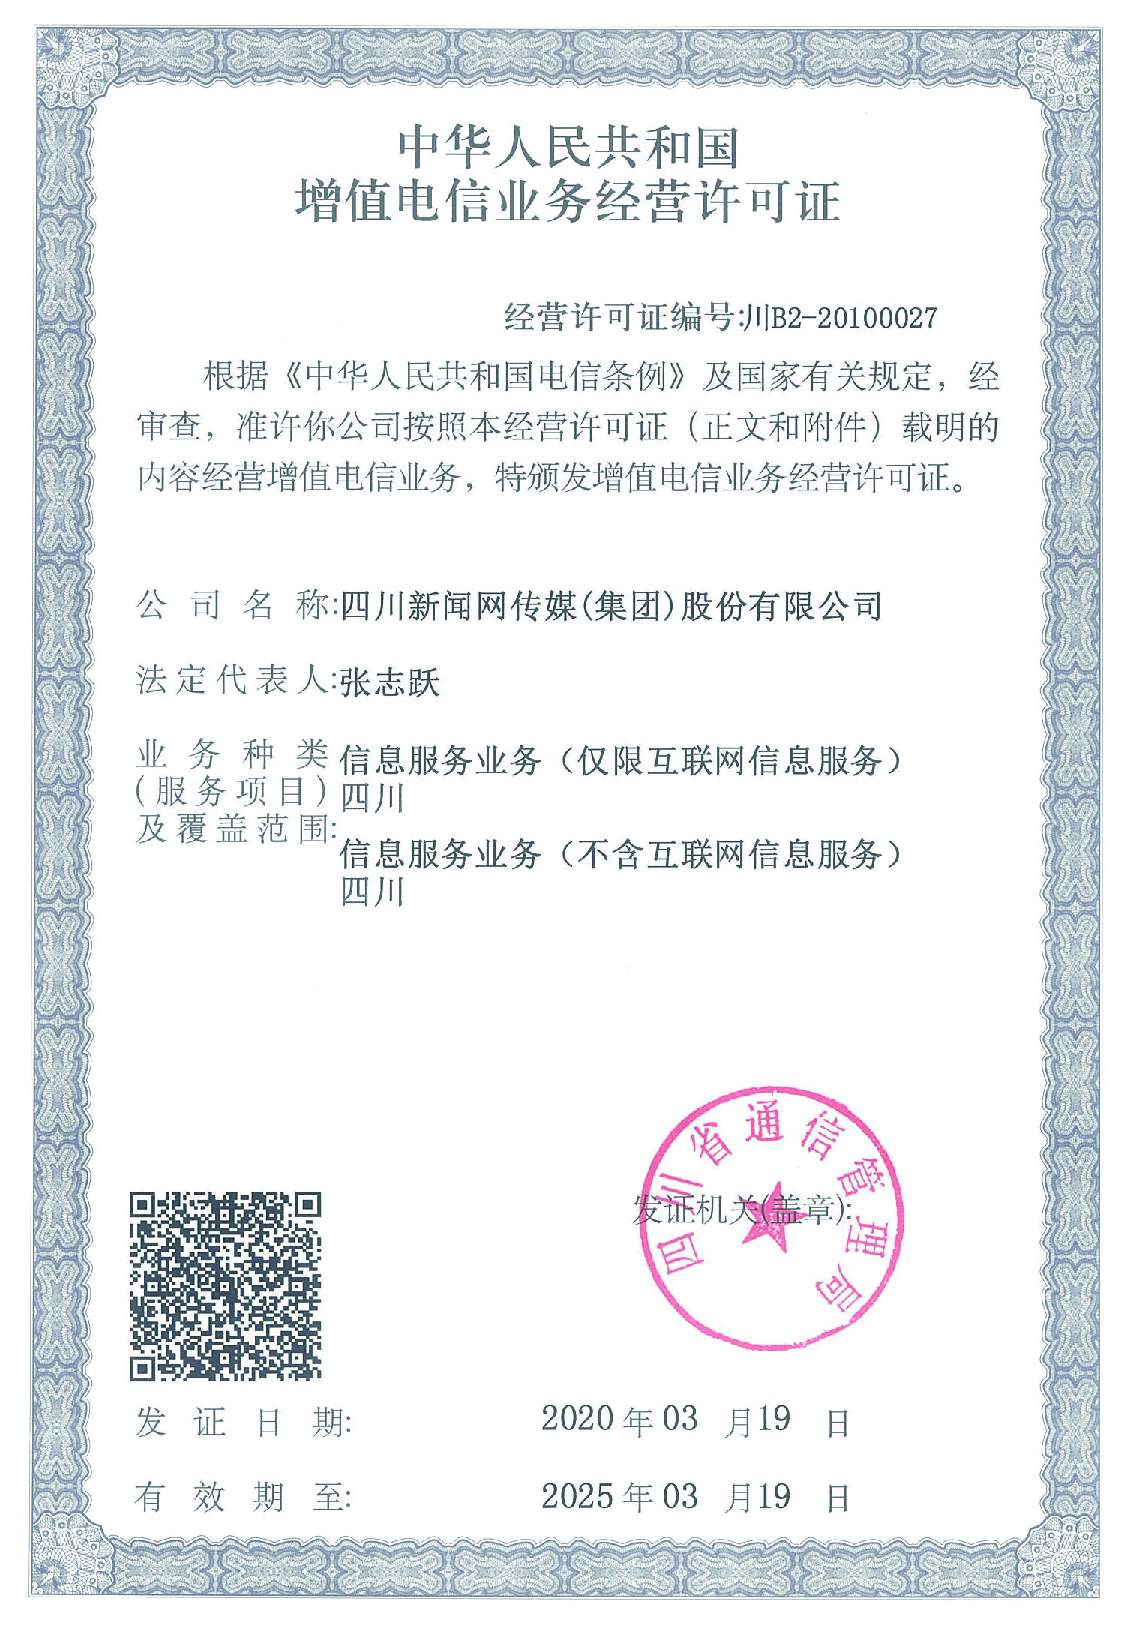 中华人民共和国
增值电信业务经营许可证
经营许可证编号:川B2-20100027
根据《中华人民共和国电信条例》及国家有关规定，经
审查，准许你公司按照本经营许可证（正文和附件）载明的
内容经营增值电信业务，特颁发增值电信业务经营许可证。
公司名称:四川新闻网传媒(集团)股份有限公司
法定代表人:张志跃
业务种类(服务项目)及覆盖范围:
信息服务业务（仅限互联网信息服务）
四川
信息服务业务（不含互联网信息服务）
四川
四川省通信管理局
发证机关(盖章):
发证日期: 2020年03月19日
有效期至: 2025年03月19日